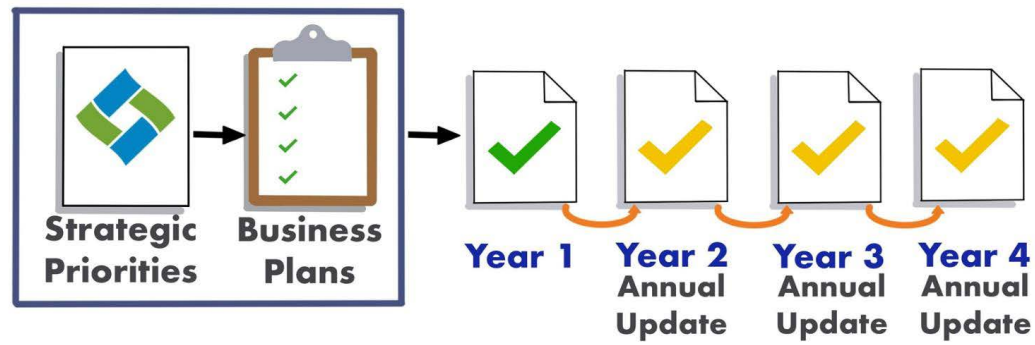 Strategic
Priorities
Business
Plans
Year 1
Year 2
Annual
Update
Year 3
Annual
Update
Year 4
Annual
Update